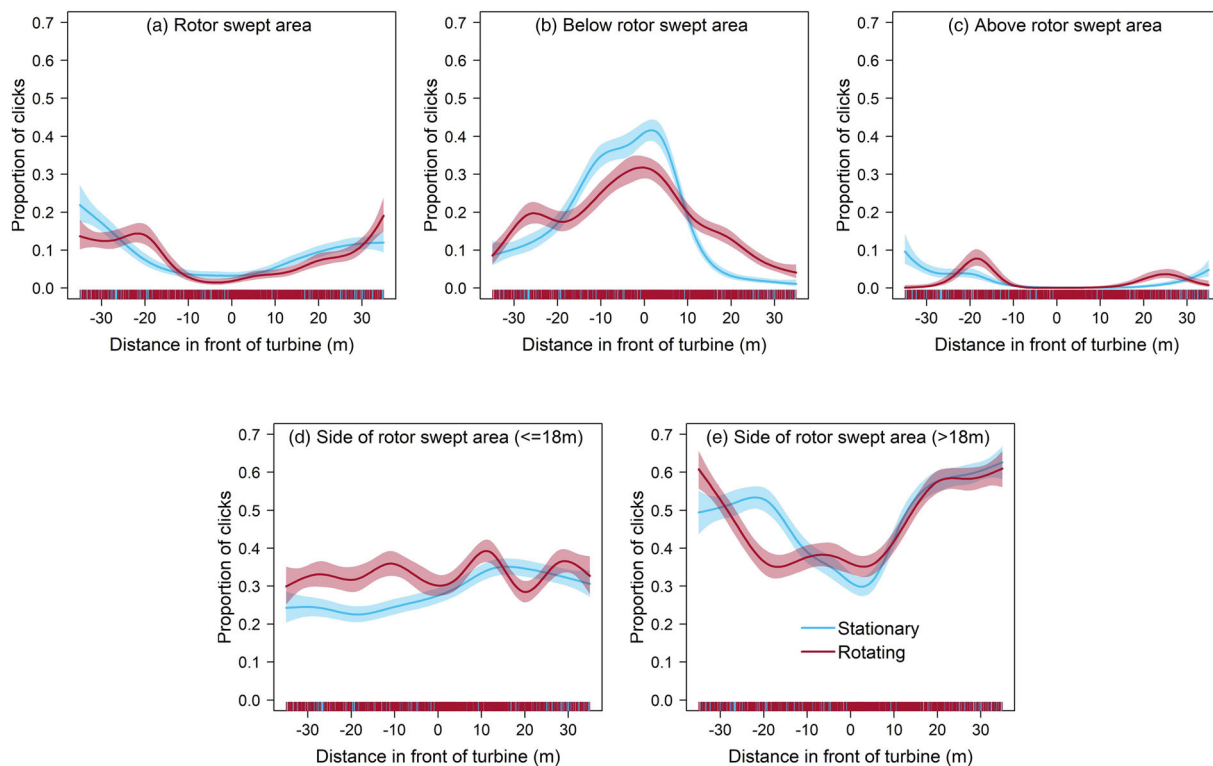 (a) Rotor swept area
Proportion of clicks
0.7
0.6
0.5
0.4
0.3
0.2
0.1
0.0
-30 -20 -10 0 10 20 30
Distance in front of turbine (m)
(b) Below rotor swept area
Proportion of clicks
0.7
0.6
0.5
0.4
0.3
0.2
0.1
0.0
-30 -20 -10 0 10 20 30
Distance in front of turbine (m)
(c) Above rotor swept area
Proportion of clicks
0.7
0.6
0.5
0.4
0.3
0.2
0.1
0.0
-30 -20 -10 0 10 20 30
Distance in front of turbine (m)
(d) Side of rotor swept area (<=18m)
Proportion of clicks
0.7
0.6
0.5
0.4
0.3
0.2
0.1
0.0
-30 -20 -10 0 10 20 30
Distance in front of turbine (m)
(e) Side of rotor swept area (>18m)
Proportion of clicks
0.7
0.6
0.5
0.4
0.3
0.2
0.1
0.0
Stationary
Rotating
-30 -20 -10 0 10 20 30
Distance in front of turbine (m)